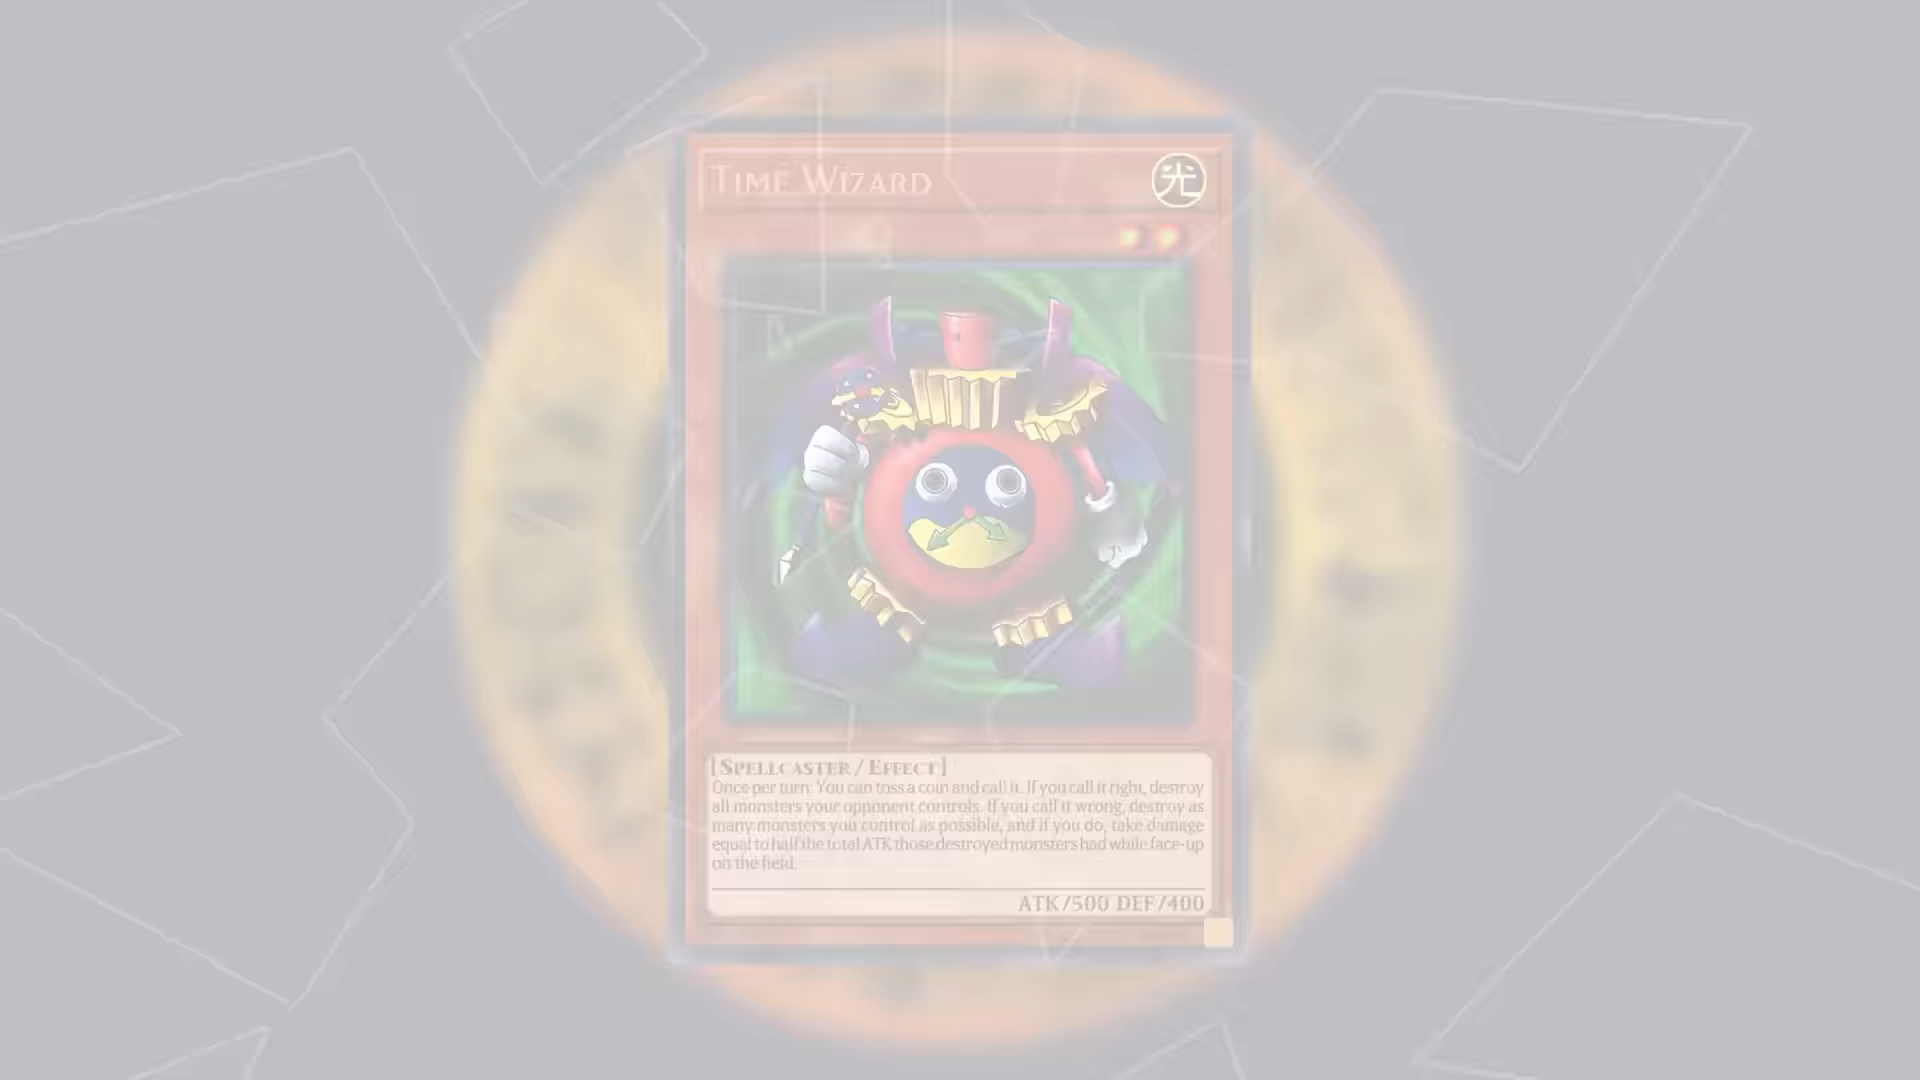 TIME WIZARD
光
[SPELLCASTER/EFFECT]
Once per turn: You can toss a coin and call it. If you call it right, destroy
all monsters your opponent controls. If you call it wrong, destroy as
many monsters you control as possible, and if you do, take damage
equal to half the total ATK those destroyed monsters had while face-up
on the field.
ATK/500 DEF/400